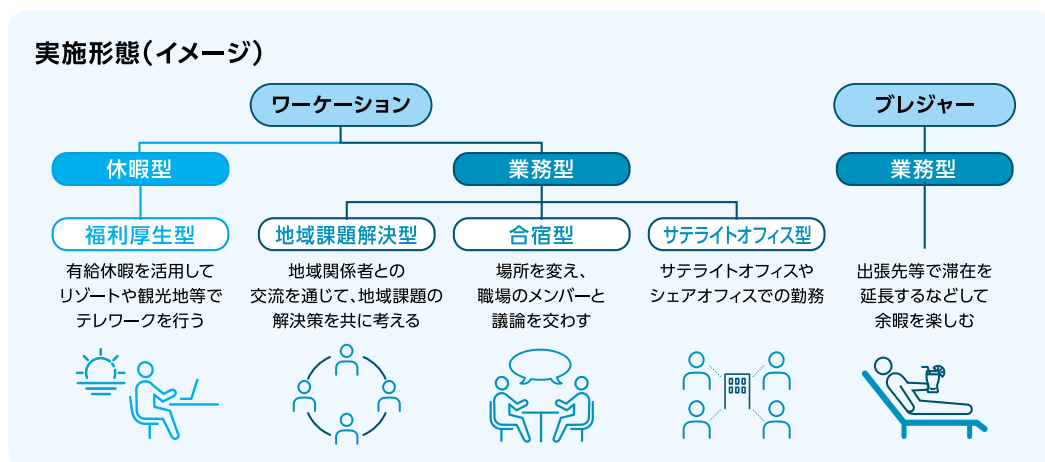 実施形態(イメージ)
ワーケーション
ブレジャー
休暇型
業務型
業務型
福利厚生型
地域課題解決型
合宿型
サテライトオフィス型
有給休暇を活用して
リゾートや観光地等で
テレワークを行う
地域関係者との
交流を通じて、地域課題の
解決策を共に考える
場所を変え、
職場のメンバーと
議論を交わす
サテライトオフィスや
シェアオフィスでの勤務
出張先等で滞在を
延長するなどして
余暇を楽しむ